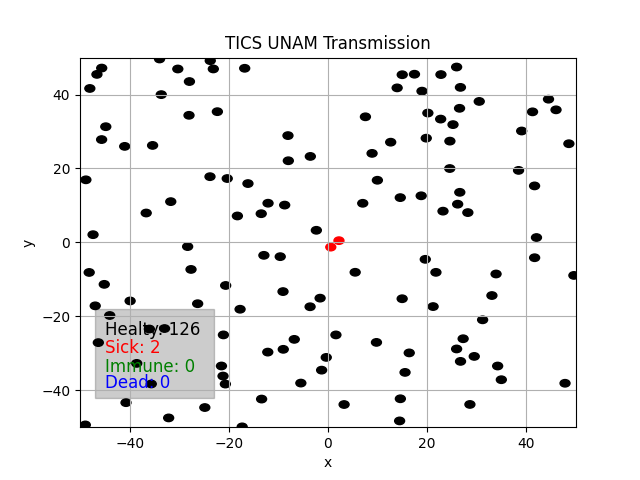 TICS UNAM Transmission
y
40
20
0
−20
−40
Healty: 126
Sick: 2
Immune: 0
Dead: 0
−40
−20
0
20
40
x